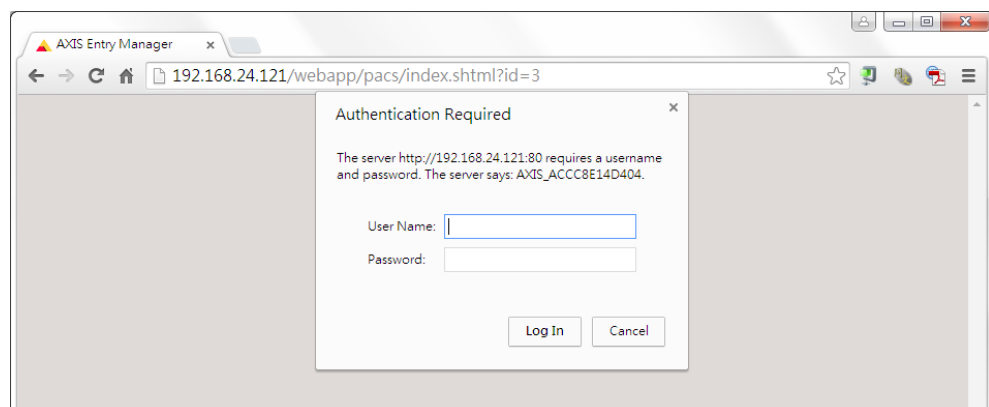 AXIS Entry Manager
192.168.24.121/webapp/pacs/index.shtml?id=3
Authentication Required
The server http://192.168.24.121:80 requires a username
and password. The server says: AXIS_ACCC8E14D404.
User Name:
Password:
Log In
Cancel